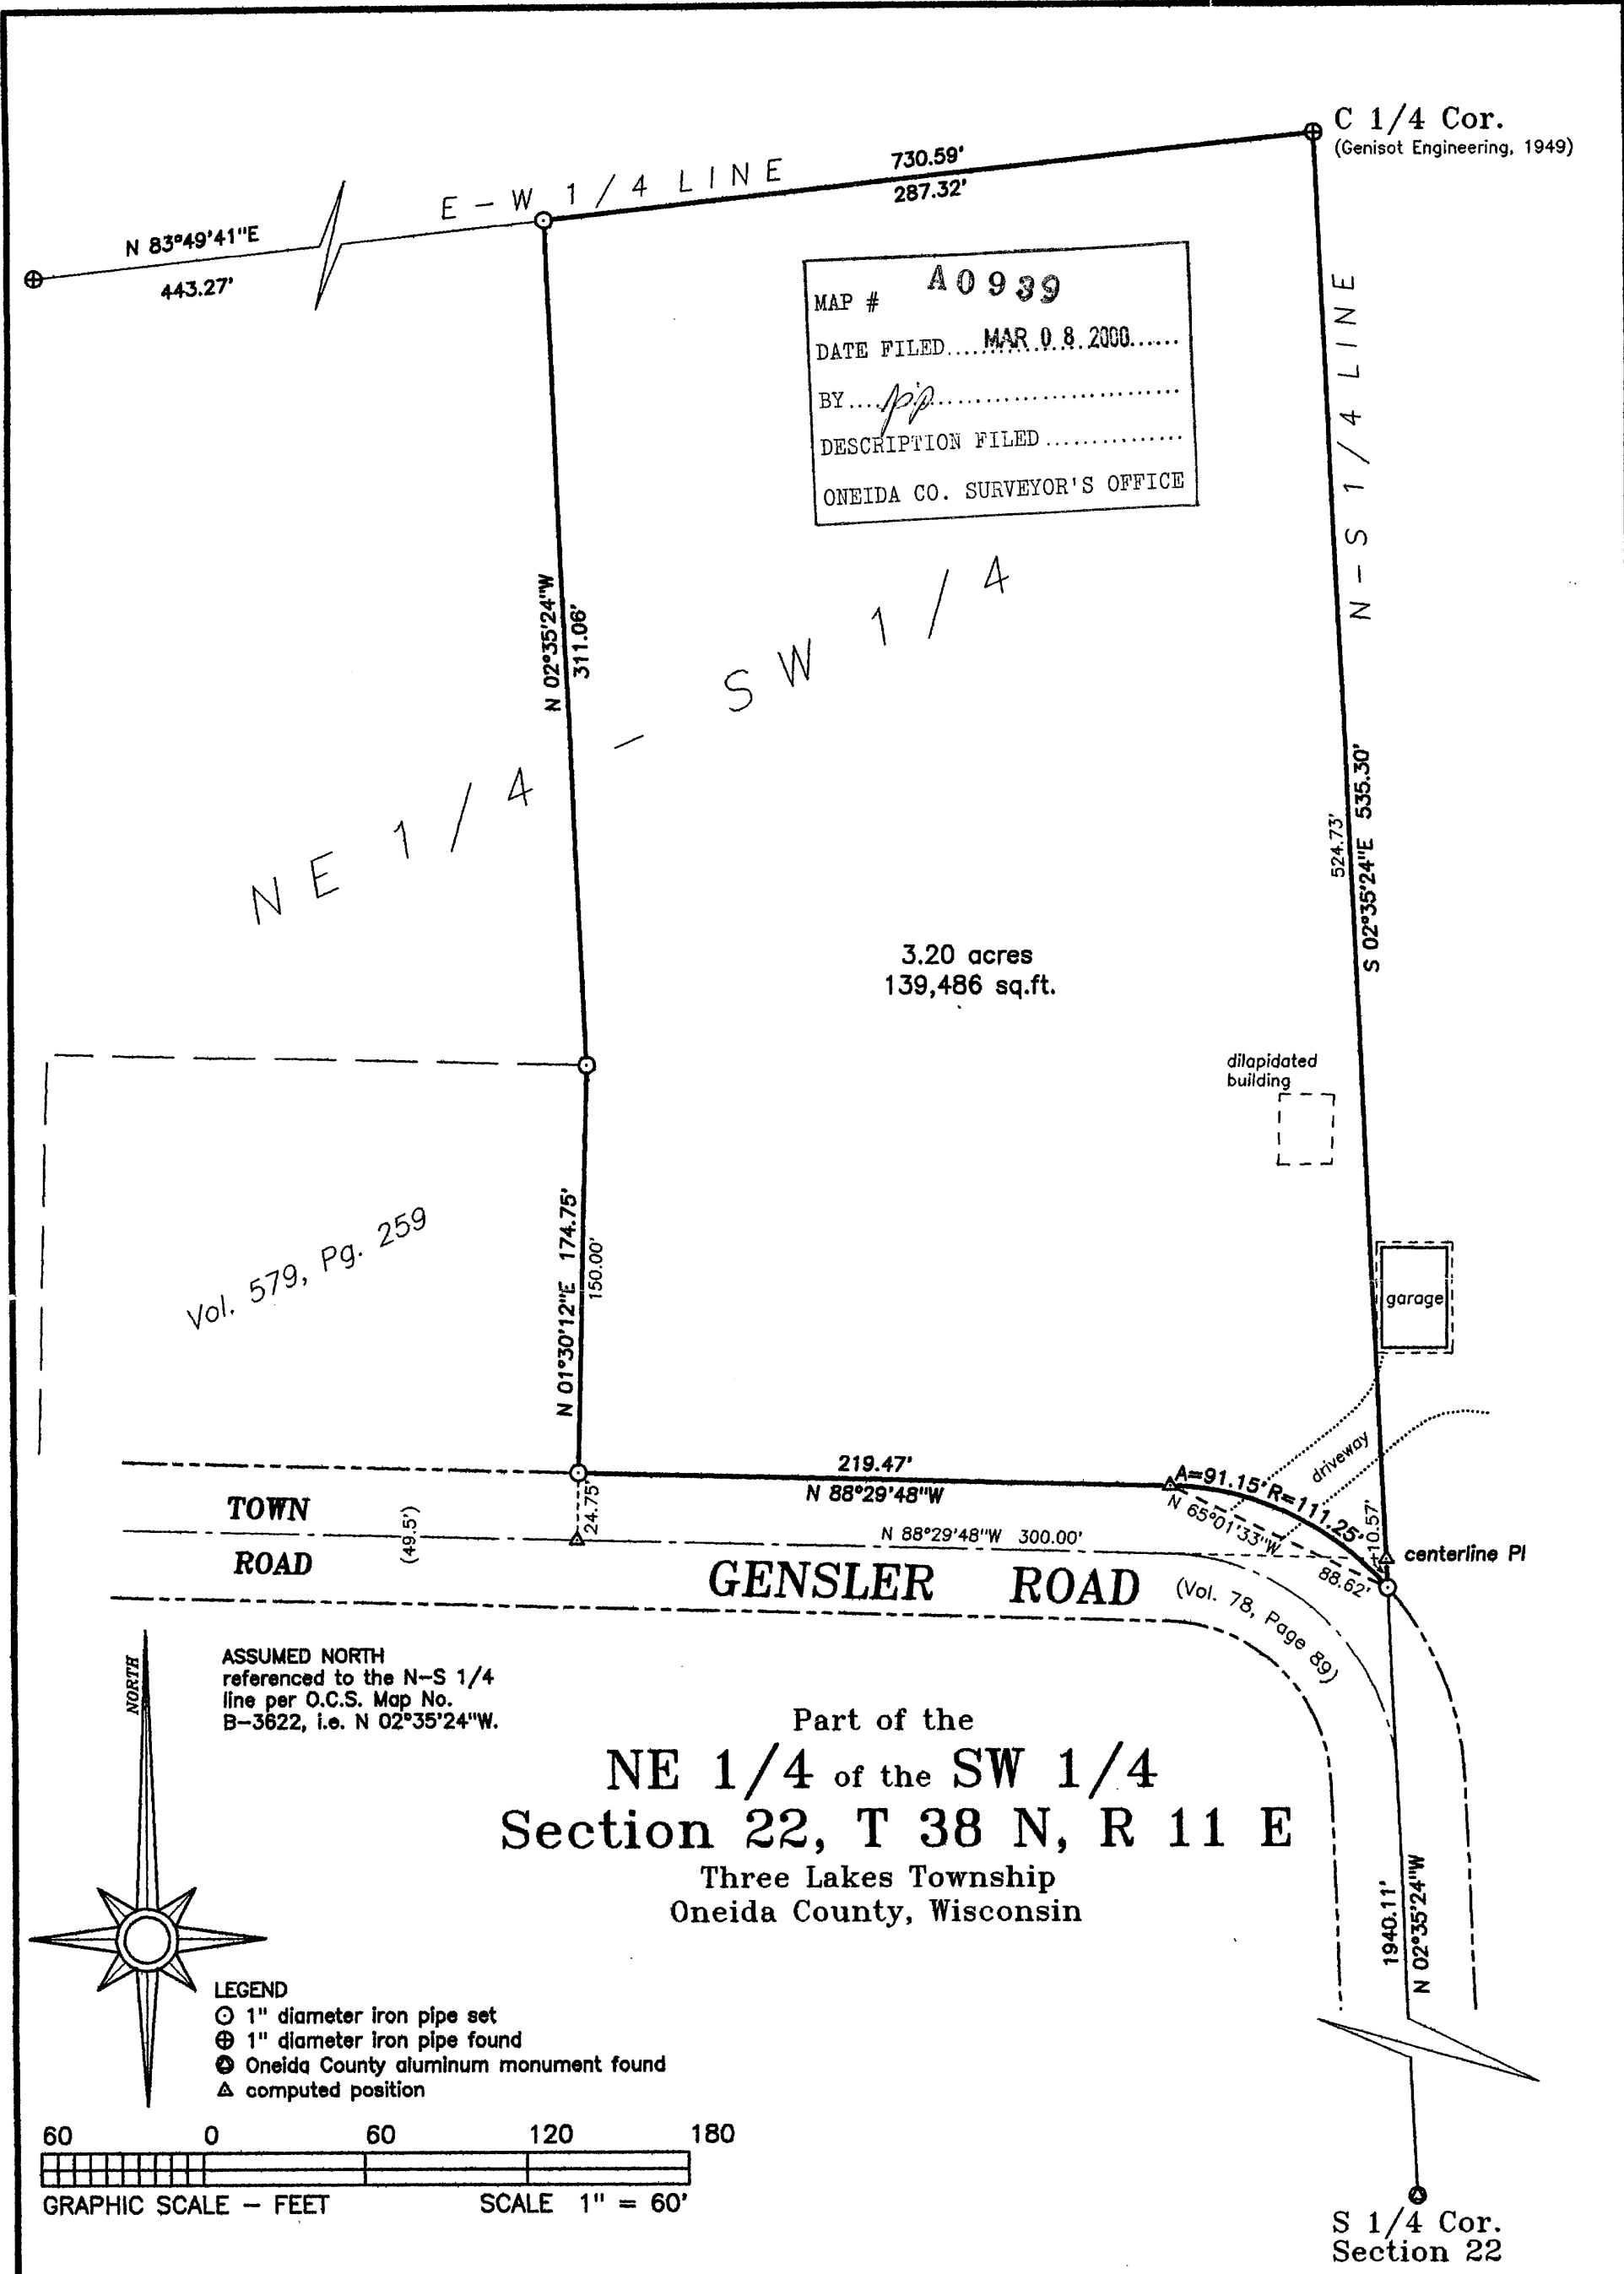 C 1/4 Cor.
(Genisot Engineering, 1949)
730.59'
287.32'
E - W 1 / 4 LINE
N 83°49'41"E
443.27'
MAP # A0939
DATE FILED....MAR 0 8 2000......
BY....
DESCRIPTION FILED...............
ONEIDA CO. SURVEYOR'S OFFICE
N - S 1 / 4 LINE
N 02°35'24"W
311.06'
NE 1 / 4 - SW 1 / 4
524.73'
S 02°35'24"E 535.30'
3.20 acres
139,486 sq.ft.
dilapidated
building
Vol. 579, Pg. 259
N 01°30'12"E 174.75'
150.00'
garage
driveway
219.47'
N 88°29'48"W
A=91.15' R=111.25'
N 65°01'33"W
88.62'
10.57'
centerline PI
TOWN
ROAD
(49.5')
24.75'
N 88°29'48"W 300.00'
GENSLER ROAD
(Vol. 78, Page 89)
NORTH
ASSUMED NORTH
referenced to the N-S 1/4
line per O.C.S. Map No.
B-3622, i.e. N 02°35'24"W.
Part of the
NE 1/4 of the SW 1/4
Section 22, T 38 N, R 11 E
Three Lakes Township
Oneida County, Wisconsin
1940.11'
N 02°35'24"W
LEGEND
1" diameter iron pipe set
1" diameter iron pipe found
Oneida County aluminum monument found
computed position
60 0 60 120 180
GRAPHIC SCALE - FEET SCALE 1" = 60'
S 1/4 Cor.
Section 22